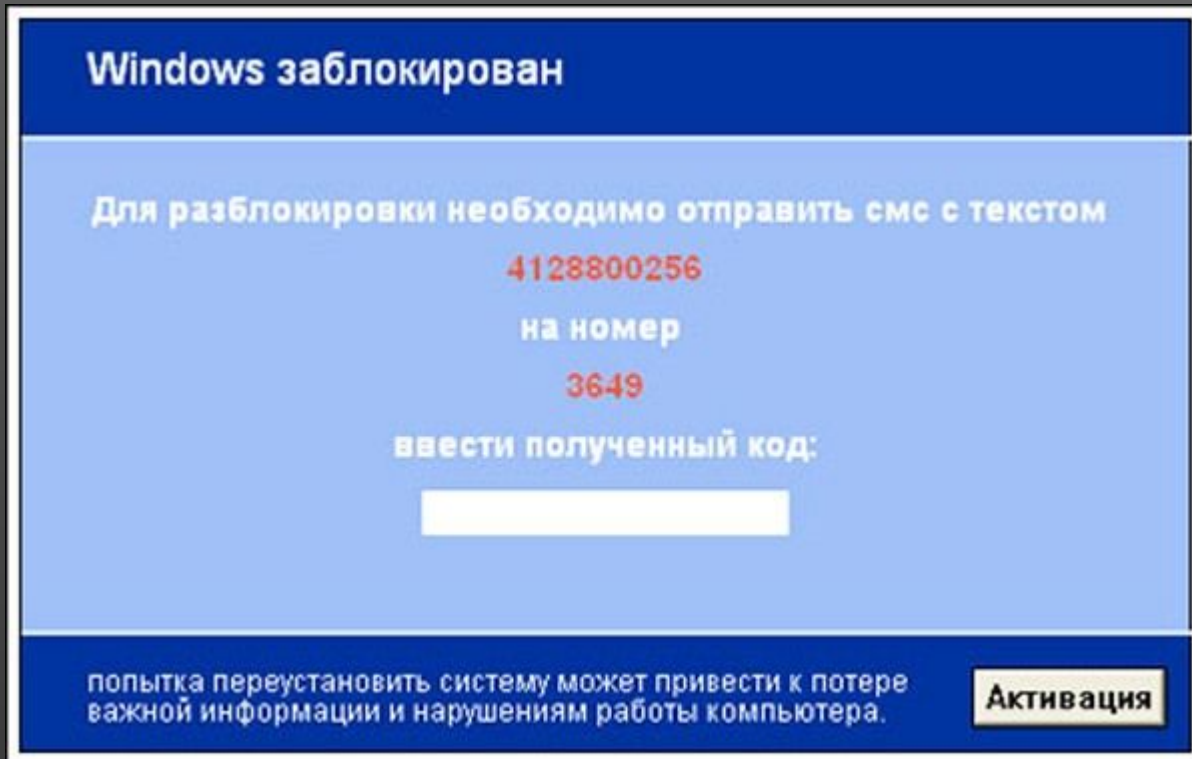 Windows заблокирован
Для разблокировки необходимо отправить смс с текстом
4128800256
на номер
3649
ввести полученный код:
попытка переустановить систему может привести к потере
важной информации и нарушениям работы компьютера.
Активация